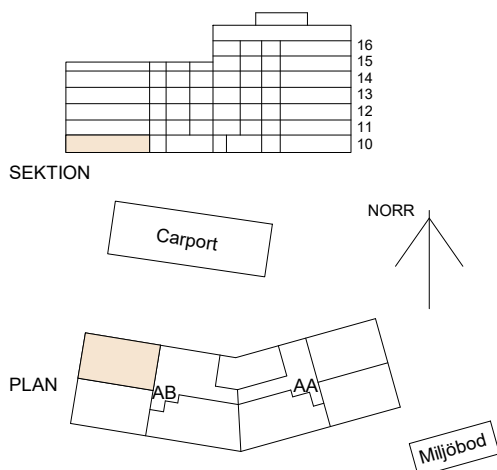 16
15
14
13
12
11
10
SEKTION
NORR
Carport
PLAN
AB
AA
Miljöbod